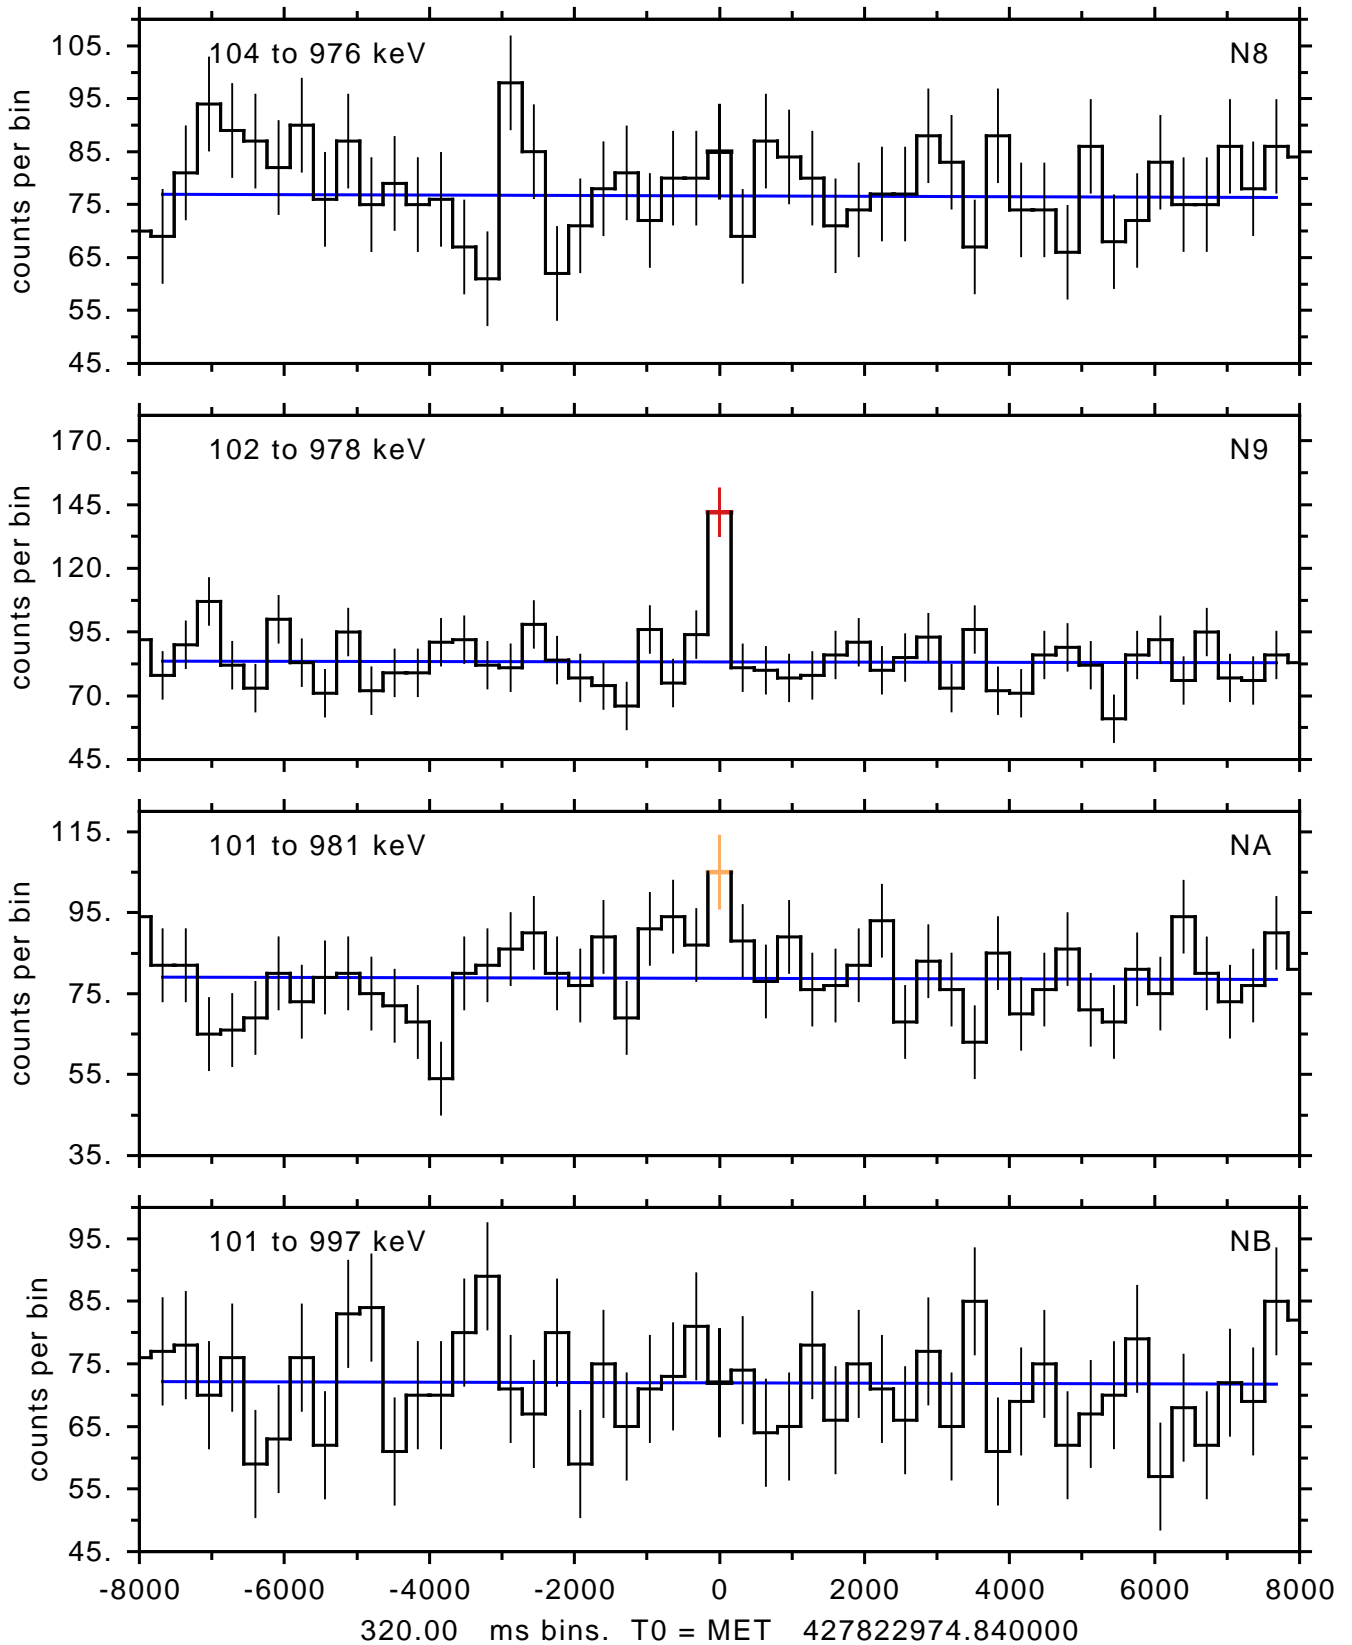 104 to 976 keV N8
105.
95.
85.
75.
65.
55.
45.
counts per bin
102 to 978 keV N9
170.
145.
120.
95.
70.
45.
counts per bin
101 to 981 keV NA
115.
95.
75.
55.
35.
counts per bin
101 to 997 keV NB
95.
85.
75.
65.
55.
45.
counts per bin
-8000 -6000 -4000 -2000 0 2000 4000 6000 8000
320.00 ms bins. T0 = MET 427822974.840000